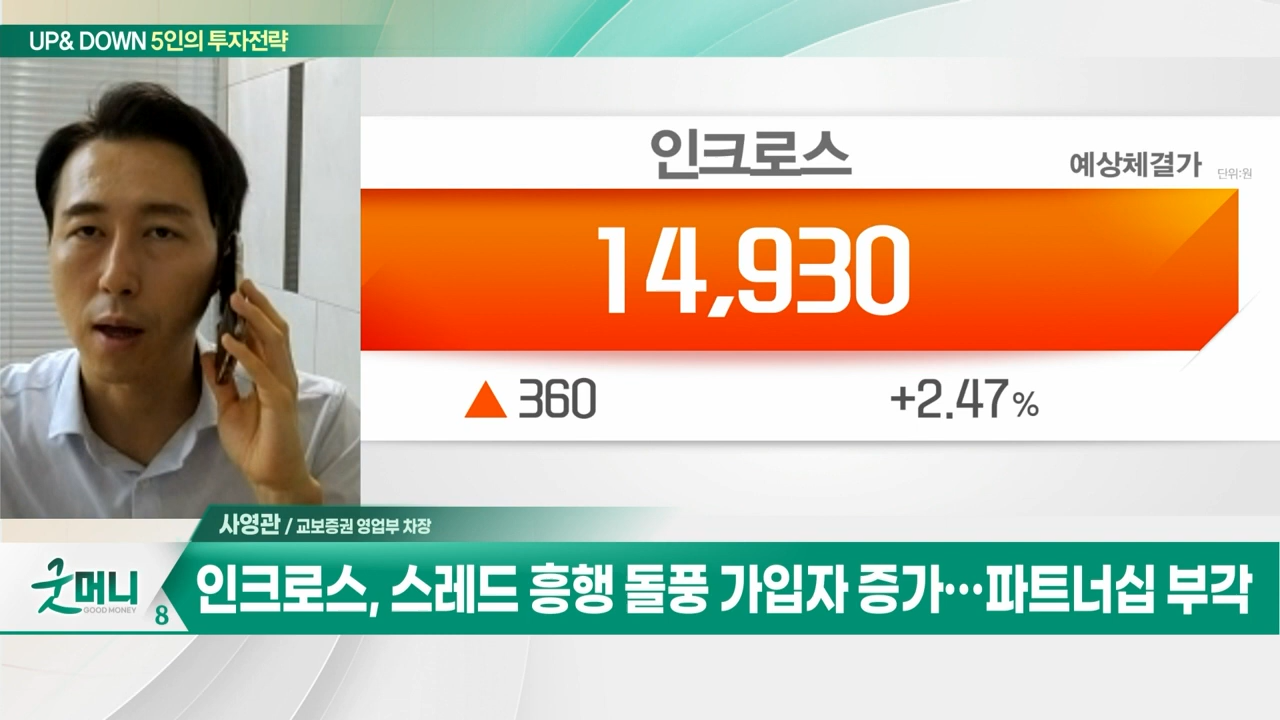 UP& DOWN 5인의 투자전략
인크로스
예상체결가
단위:원
14,930
▲ 360
+2.47%
사영관 / 교보증권 영업부 차장
굿머니
GOOD MONEY
8
인크로스, 스레드 흥행 돌풍 가입자 증가…파트너십 부각